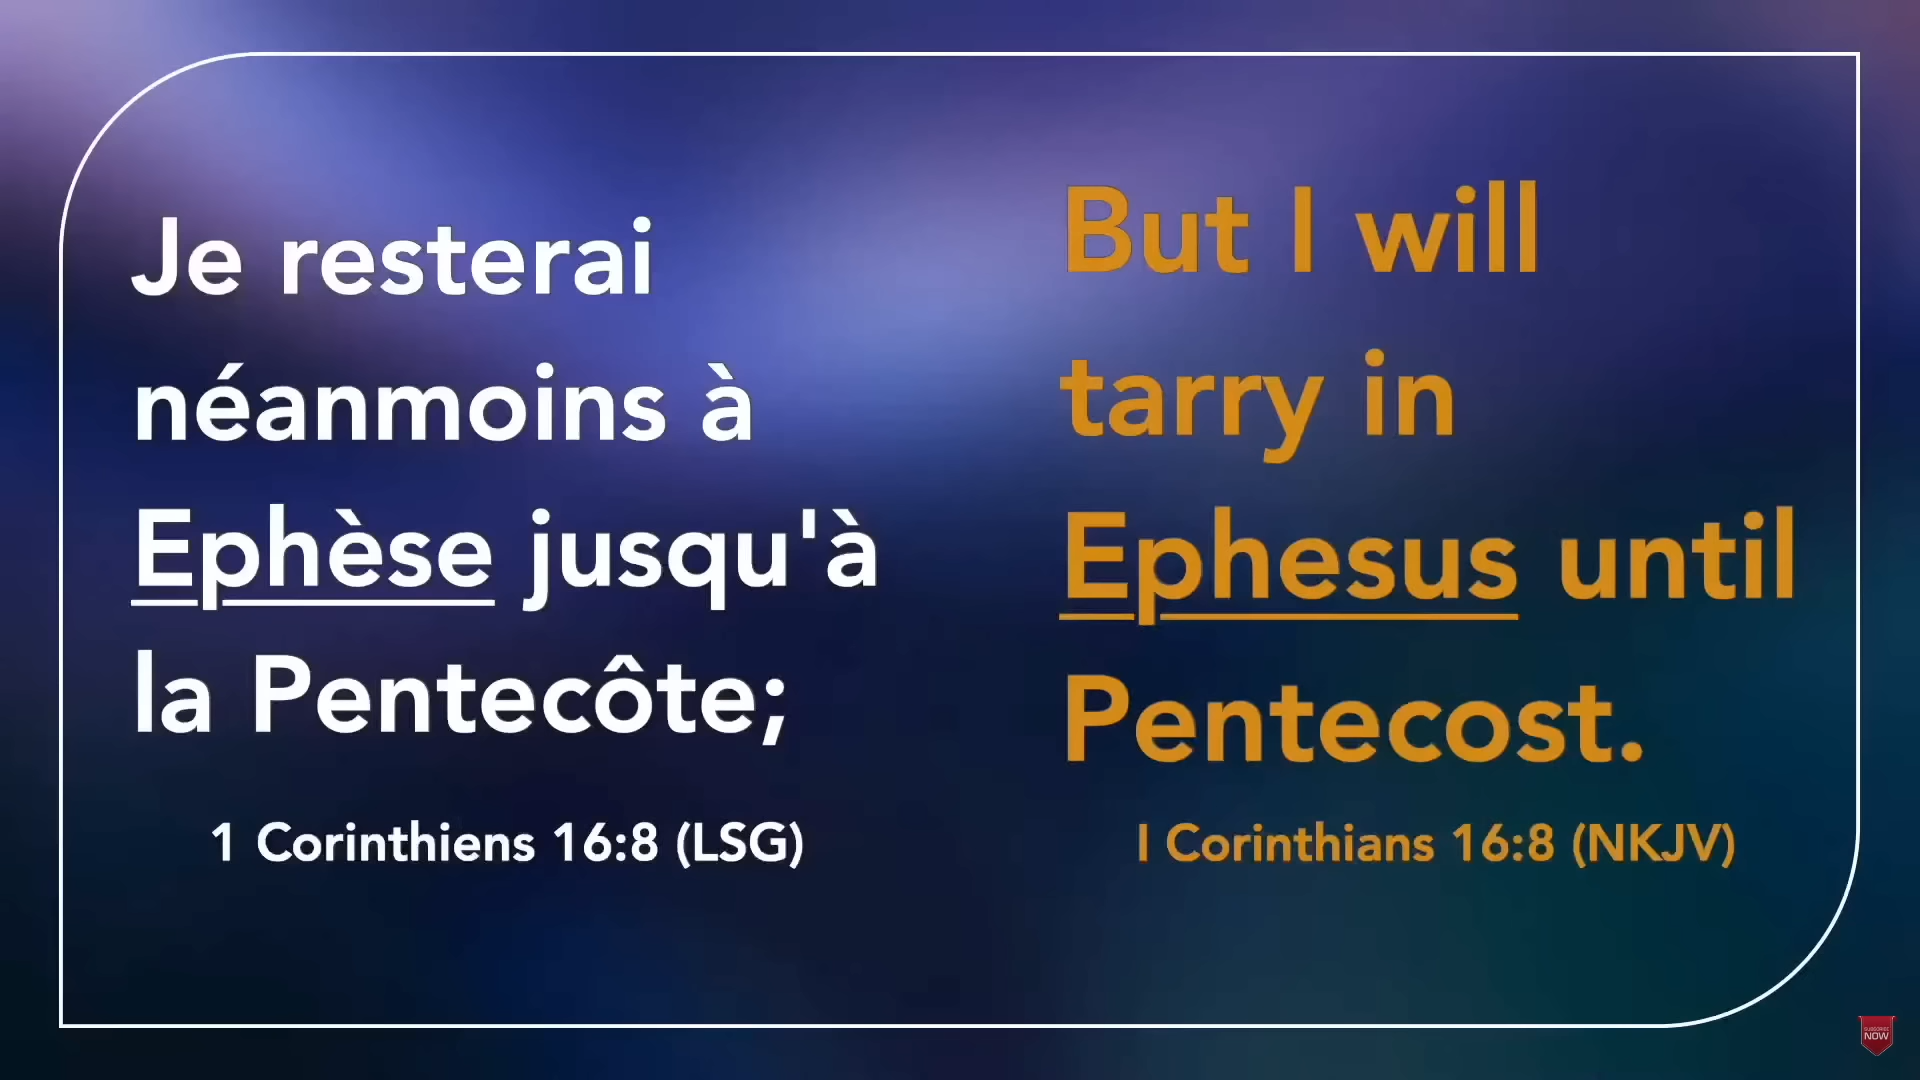 Je resterai
néanmoins à
Ephèse jusqu'à
la Pentecôte;
1 Corinthiens 16:8 (LSG)
But I will
tarry in
Ephesus until
Pentecost.
I Corinthians 16:8 (NKJV)
SUBSCRIBE
NOW